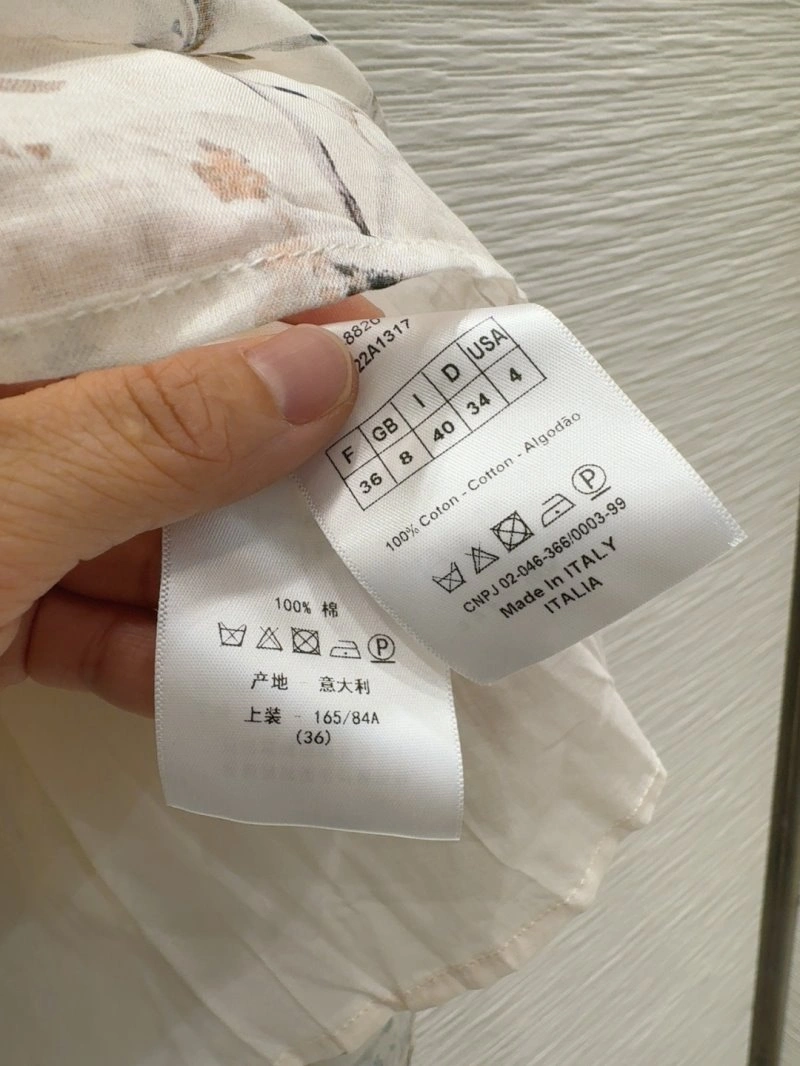 22A1317
F GB I D USA
36 8 40 34 4
100% Coton - Cotton - Algodão
P
CNPJ 02-046-366/0003-99
Made In ITALY
ITALIA
100% 棉
P
产地 - 意大利
上装 - 165/84A
(36)